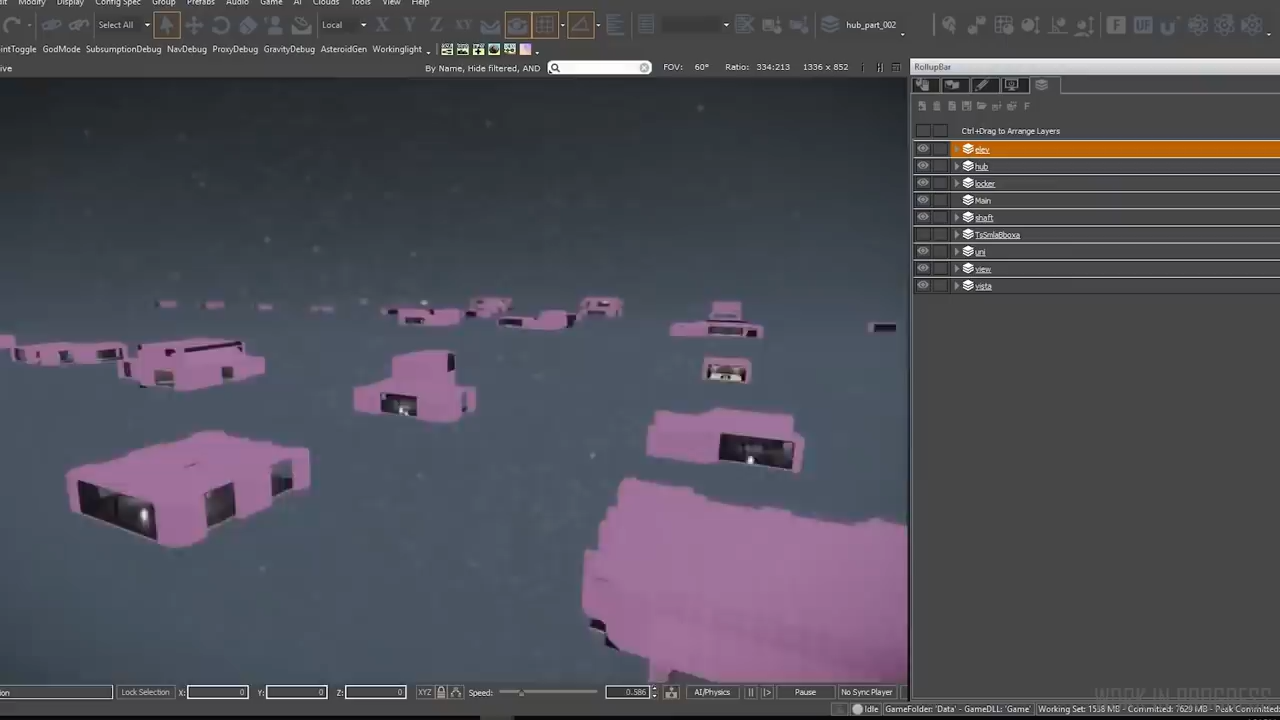 Modify Display Config Spec Group Prefabs Audio Game AI Clouds Tools View Help
Select All Local XY hub_part_002
GodMode SubsumptionDebug NavDebug ProxyDebug GravityDebug AsteroidGen Workinglight
By Name, Hide filtered, AND FOV: 60° Ratio: 334:213 1336 x 852
RollupBar
Ctrl+Drag to Arrange Layers
elev
hub
locker
Main
shaft
TsSmlaBboxa
uni
view
vista
Lock Selection X: 0 Y: 0 Z: 0 XYZ Speed: 0.586 AI/Physics Pause No Sync Player
WORK IN PROGRESS
Idle GameFolder: 'Data' - GameDLL: 'Game' Working Set: 1538 MB - Committed: 7629 MB - Peak Committed: